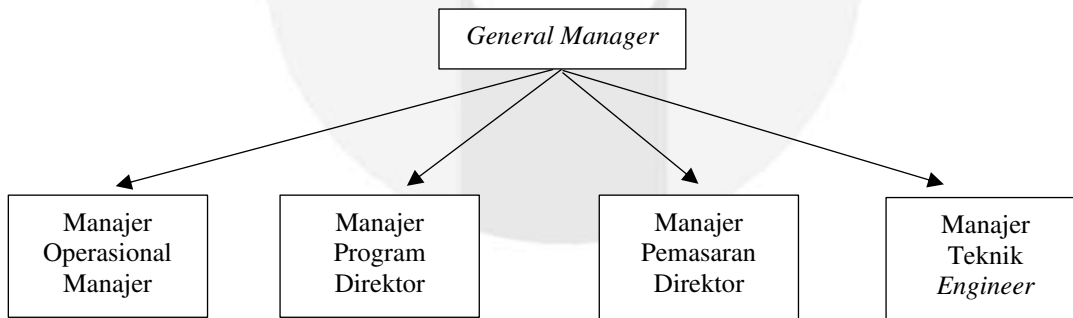 General Manager
Manajer
Operasional
Manajer
Manajer
Program
Direktor
Manajer
Pemasaran
Direktor
Manajer
Teknik
Engineer